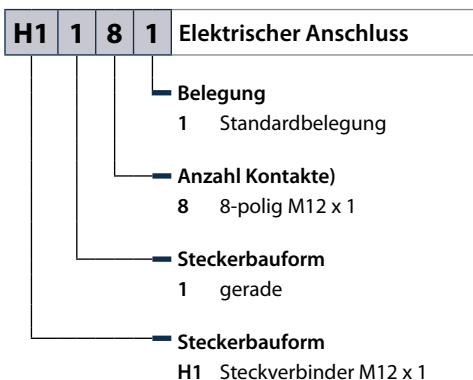 H1 1 8 1 Elektrischer Anschluss
Belegung
1 Standardbelegung
Anzahl Kontakte)
8 8-polig M12 x 1
Steckerbauform
1 gerade
Steckerbauform
H1 Steckverbinder M12 x 1